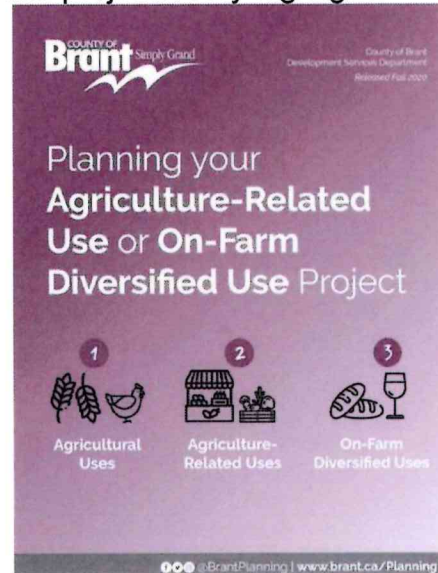 COUNTY OF
Brant Simply Grand
County of Brant
Development Services Department
Released Fall 2020
Planning your
Agriculture-Related
Use or On-Farm
Diversified Use Project
1
2
3
Agricultural
Uses
Agriculture-
Related Uses
On-Farm
Diversified Uses
@BrantPlanning | www.brant.ca/Planning